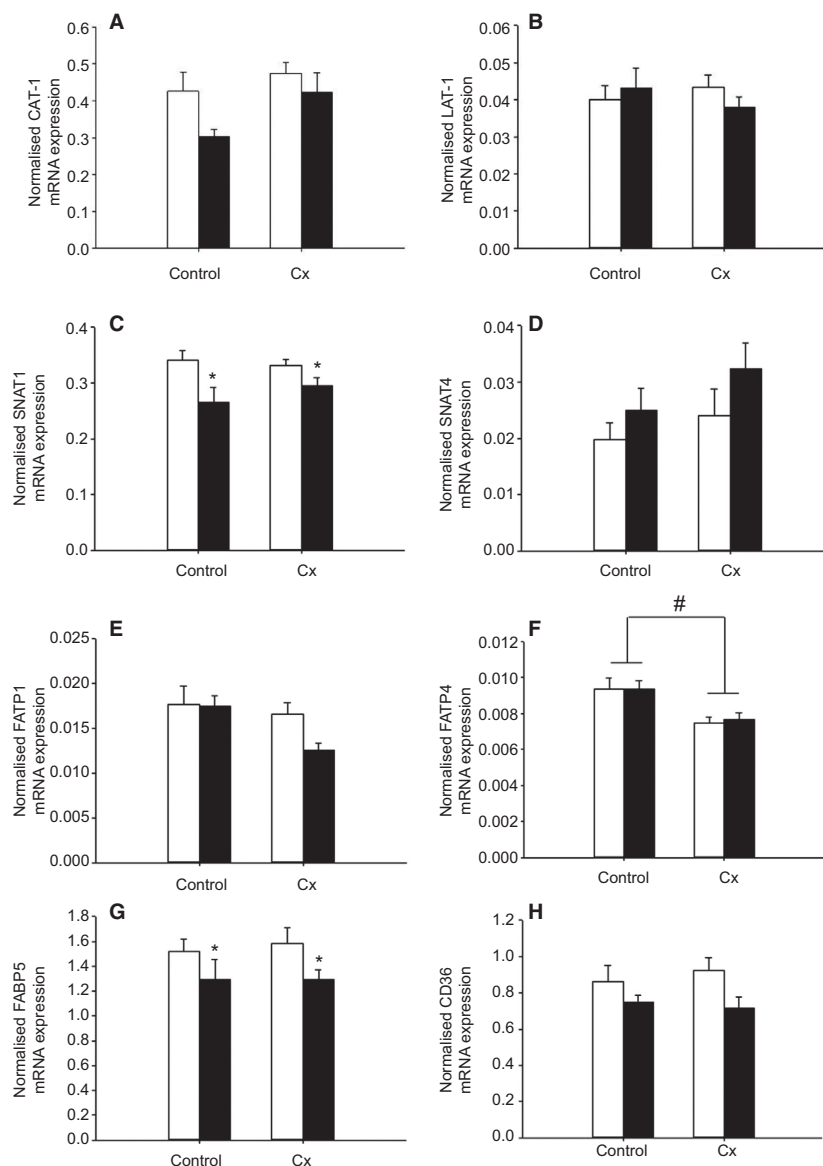 A
Normalised CAT-1
mRNA expression
0.6
0.5
0.4
0.3
0.2
0.1
0.0
Control
Cx
B
Normalised LAT-1
mRNA expression
0.06
0.05
0.04
0.03
0.02
0.01
0.00
Control
Cx
C
Normalised SNAT1
mRNA expression
0.4
0.3
0.2
0.1
0.0
*
*
Control
Cx
D
Normalised SNAT4
mRNA expression
0.04
0.03
0.02
0.01
0.00
Control
Cx
E
Normalised FATP1
mRNA expression
0.025
0.020
0.015
0.010
0.005
0.000
Control
Cx
F
#
Normalised FATP4
mRNA expression
0.012
0.010
0.008
0.006
0.004
0.002
0.000
Control
Cx
G
Normalised FABP5
mRNA expression
1.8
1.6
1.4
1.2
1.0
0.8
0.6
0.4
0.2
0.0
*
*
Control
Cx
H
Normalised CD36
mRNA expression
1.2
1.0
0.8
0.6
0.4
0.2
0.0
Control
Cx